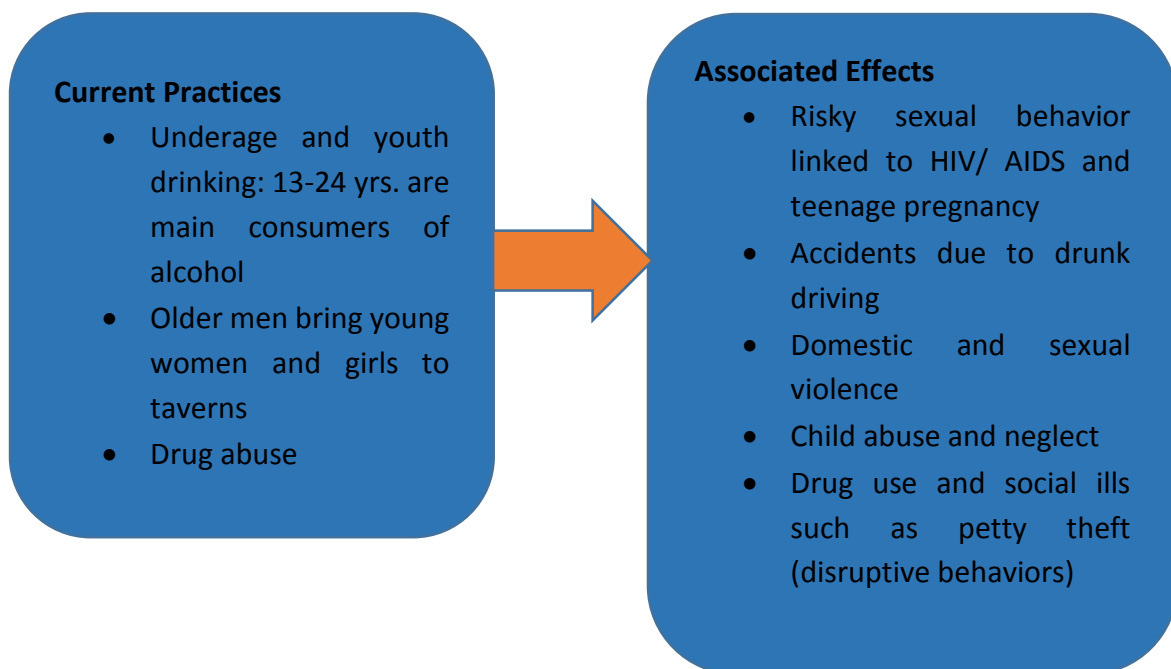 Current Practices
• Underage and youth
drinking: 13-24 yrs. are
main consumers of
alcohol
• Older men bring young
women and girls to
taverns
• Drug abuse
Associated Effects
• Risky sexual behavior
linked to HIV/ AIDS and
teenage pregnancy
• Accidents due to drunk
driving
• Domestic and sexual
violence
• Child abuse and neglect
• Drug use and social ills
such as petty theft
(disruptive behaviors)